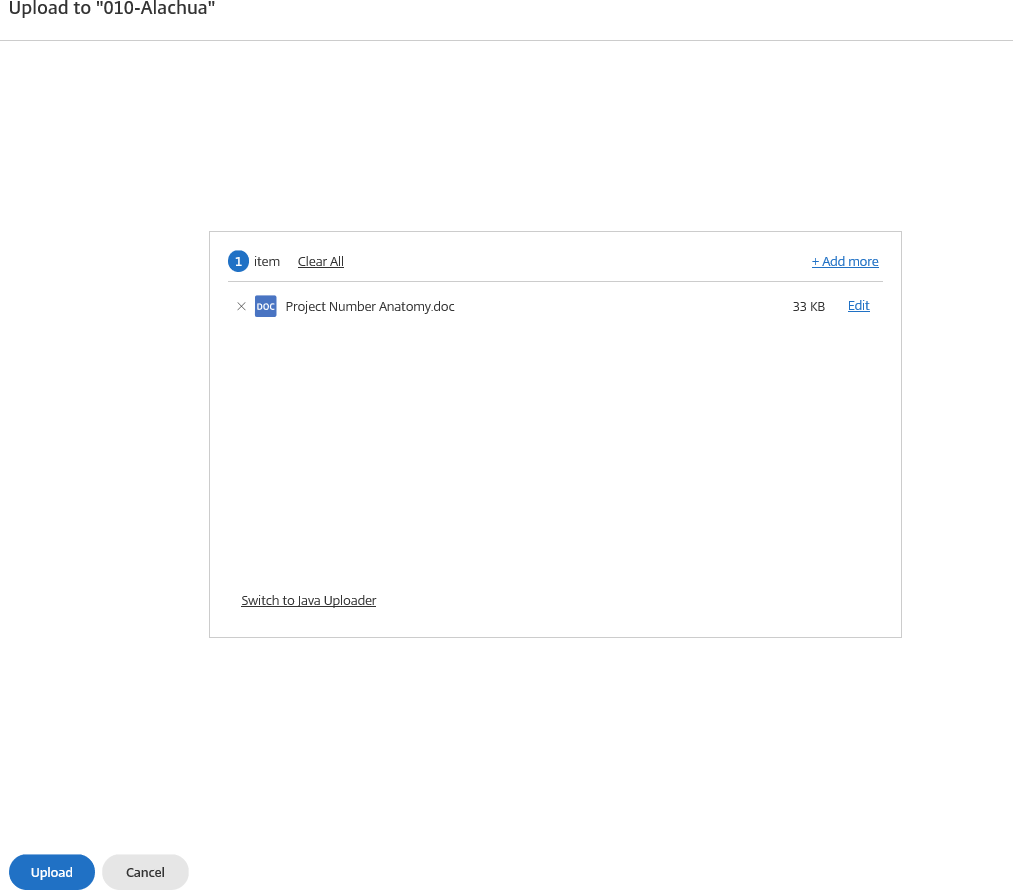 Upload to "010-Alachua"
1 item Clear All + Add more
DOC Project Number Anatomy.doc 33 KB Edit
Switch to Java Uploader
Upload Cancel